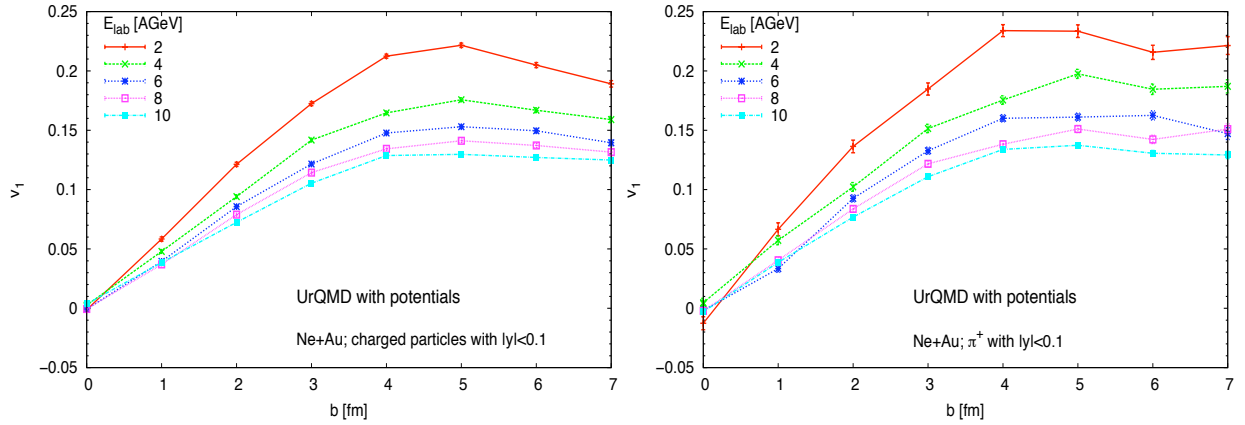 E_lab [AGeV]
2
4
6
8
10
0.25
0.2
0.15
0.1
0.05
0
−0.05
v_1
UrQMD with potentials
Ne+Au; charged particles with |y|<0.1
0 1 2 3 4 5 6 7
b [fm]
E_lab [AGeV]
2
4
6
8
10
0.25
0.2
0.15
0.1
0.05
0
−0.05
v_1
UrQMD with potentials
Ne+Au; π^+ with |y|<0.1
0 1 2 3 4 5 6 7
b [fm]